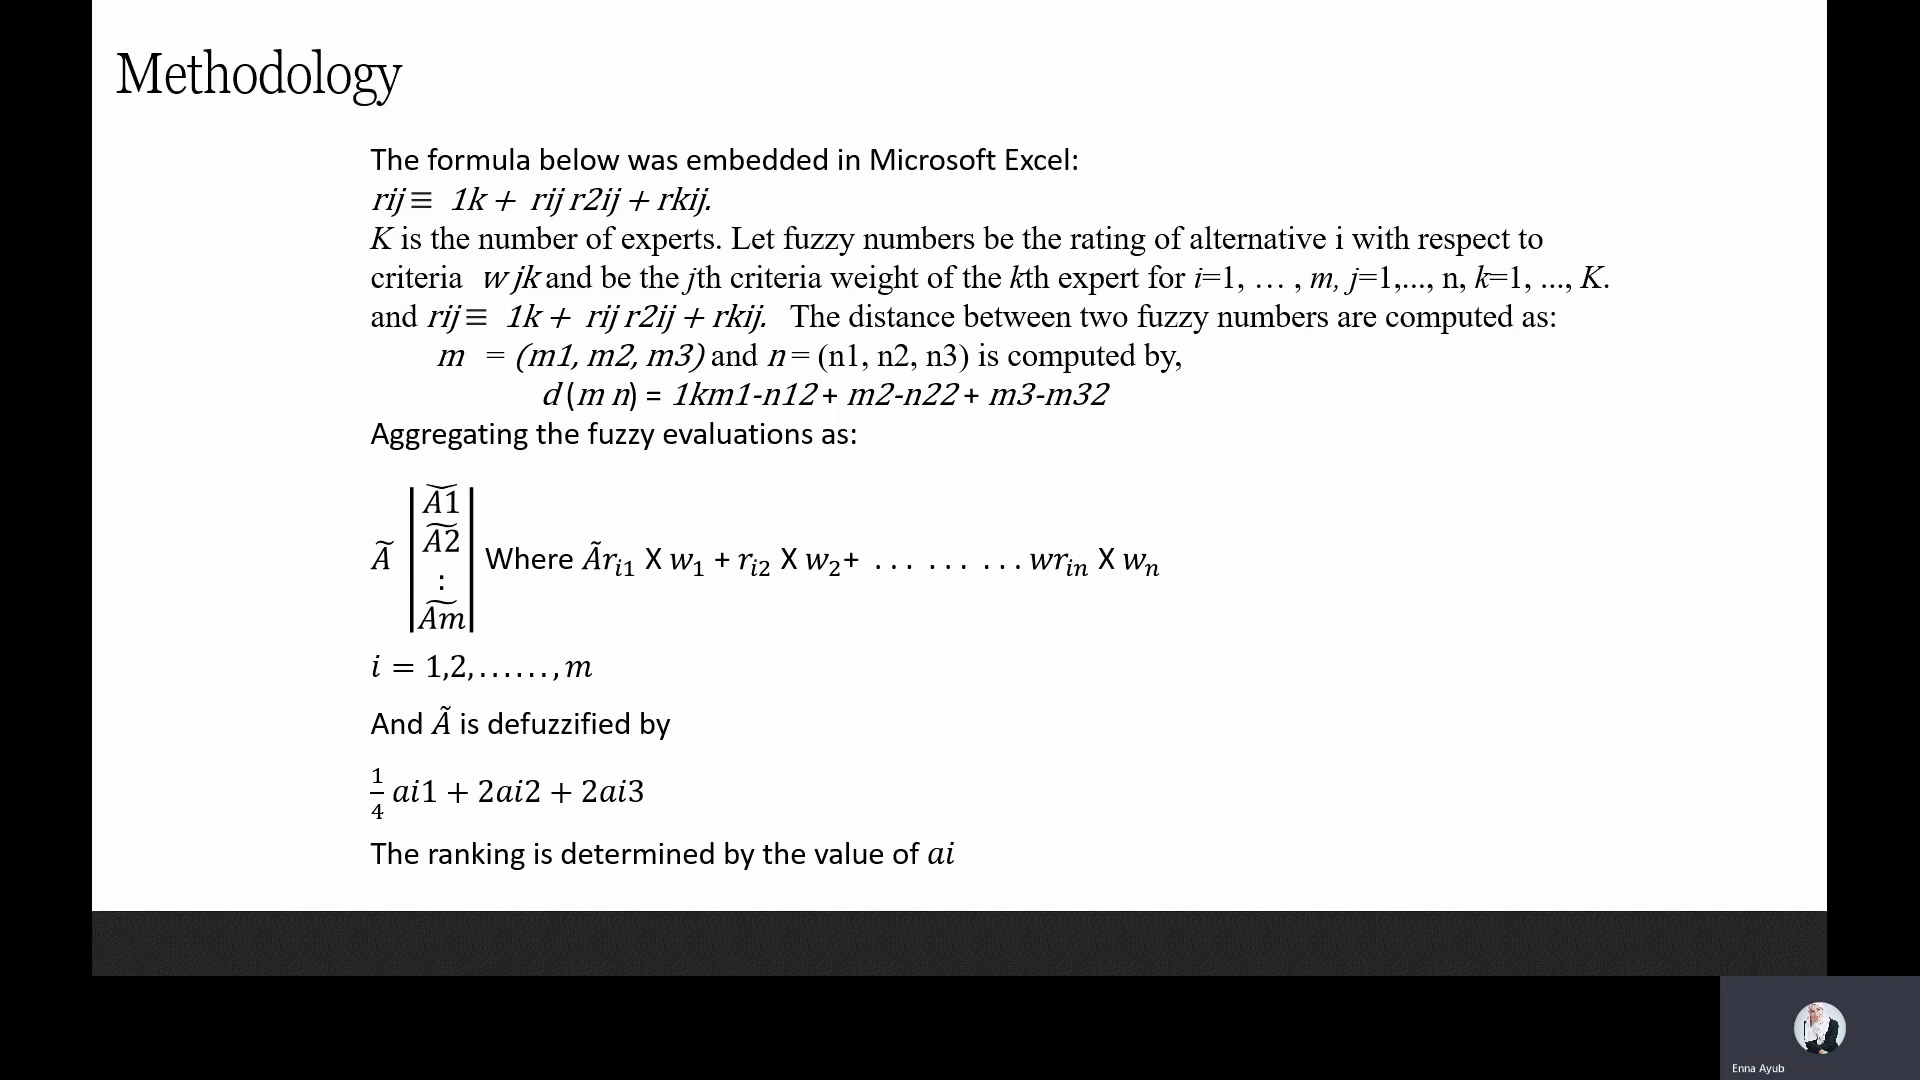 Methodology
The formula below was embedded in Microsoft Excel:
rij ≡ 1k + rij r2ij + rkij.
K is the number of experts. Let fuzzy numbers be the rating of alternative i with respect to
criteria w jk and be the jth criteria weight of the kth expert for i=1, … , m, j=1,..., n, k=1, ..., K.
and rij ≡ 1k + rij r2ij + rkij. The distance between two fuzzy numbers are computed as:
m = (m1, m2, m3) and n = (n1, n2, n3) is computed by,
d (m n) = 1km1-n12 + m2-n22 + m3-m32
Aggregating the fuzzy evaluations as:
Ã1
Ã2
Ã Where Ãrᵢ₁ X w₁ + rᵢ₂ X w₂+ … … … wrᵢₙ X wₙ
:
Ãm
i = 1,2, . . . . . . , m
And Ã is defuzzified by
1/4 ai1 + 2ai2 + 2ai3
The ranking is determined by the value of ai
Enna Ayub